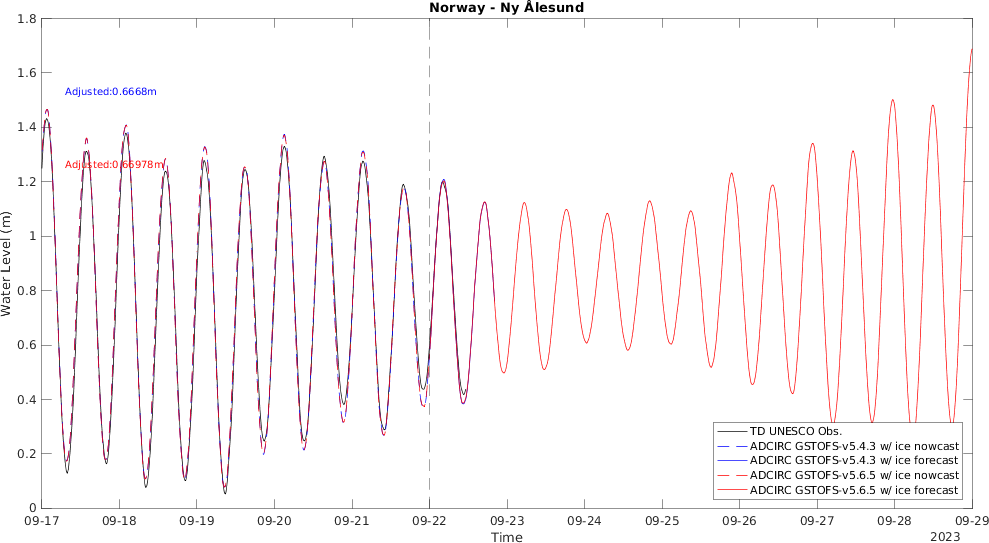 Norway - Ny Ålesund
1.8
1.6
1.4
1.2
1
0.8
0.6
0.4
0.2
0
Water Level (m)
Adjusted:0.6668m
Adjusted:0.66978m
TD UNESCO Obs.
ADCIRC GSTOFS-v5.4.3 w/ ice nowcast
ADCIRC GSTOFS-v5.4.3 w/ ice forecast
ADCIRC GSTOFS-v5.6.5 w/ ice nowcast
ADCIRC GSTOFS-v5.6.5 w/ ice forecast
09-17 09-18 09-19 09-20 09-21 09-22 09-23 09-24 09-25 09-26 09-27 09-28 09-29
Time
2023